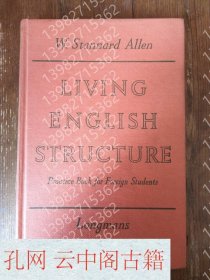 W. Stannard Allen
LIVING
ENGLISH
STRUCTURE
Practice Book for Foreign Students
Longmans
孔网 云中阁古籍